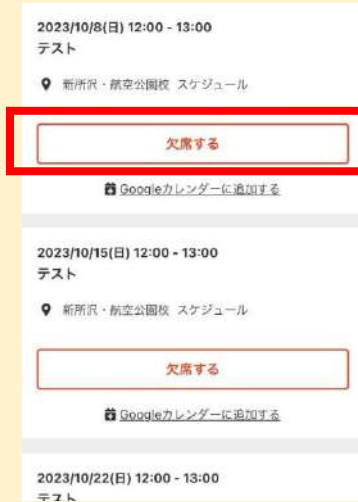 2023/10/8(日) 12:00 - 13:00
テスト
新所沢・航空公園校 スケジュール
欠席する
Googleカレンダーに追加する
2023/10/15(日) 12:00 - 13:00
テスト
新所沢・航空公園校 スケジュール
欠席する
Googleカレンダーに追加する
2023/10/22(日) 12:00 - 13:00
テスト